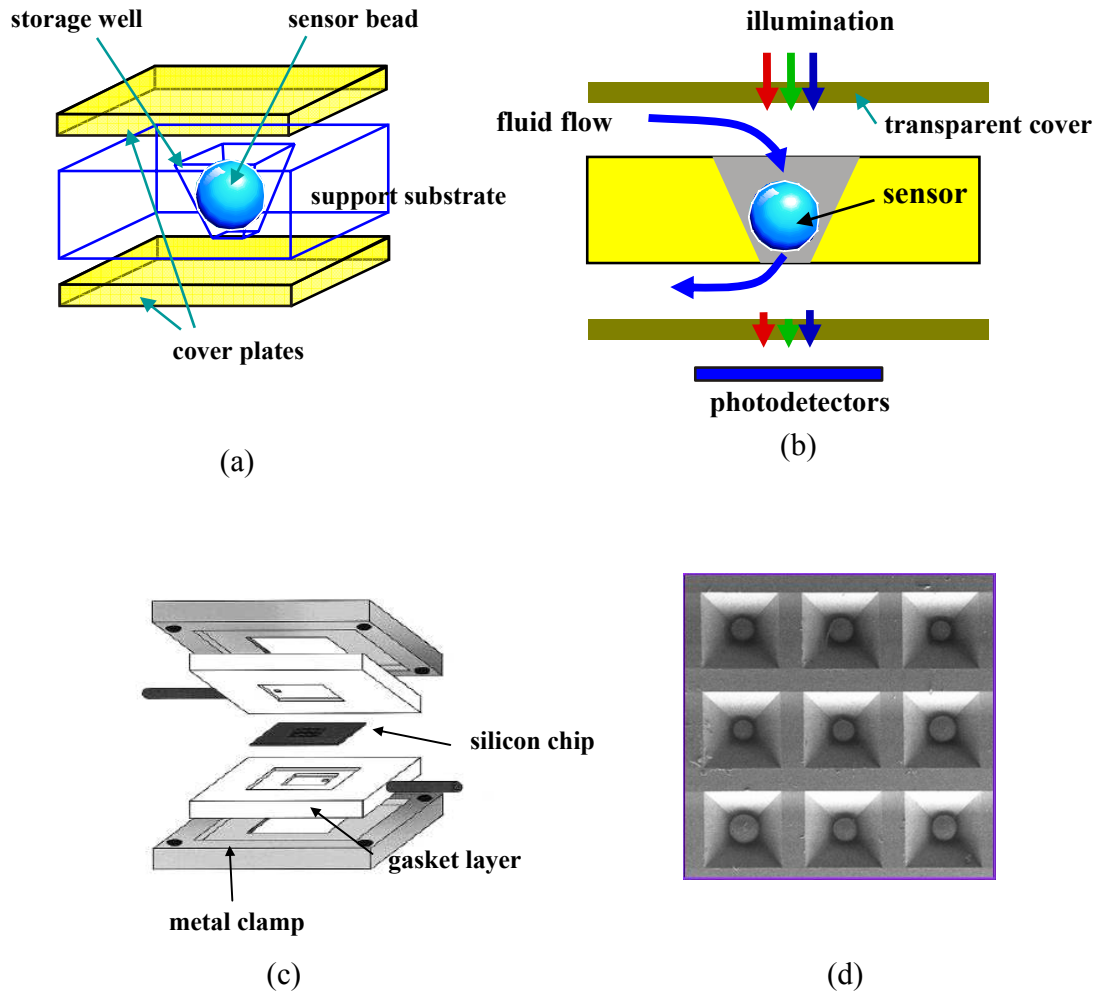 storage well
sensor bead
support substrate
cover plates
(a)
illumination
fluid flow
transparent cover
sensor
photodetectors
(b)
silicon chip
gasket layer
metal clamp
(c)
(d)